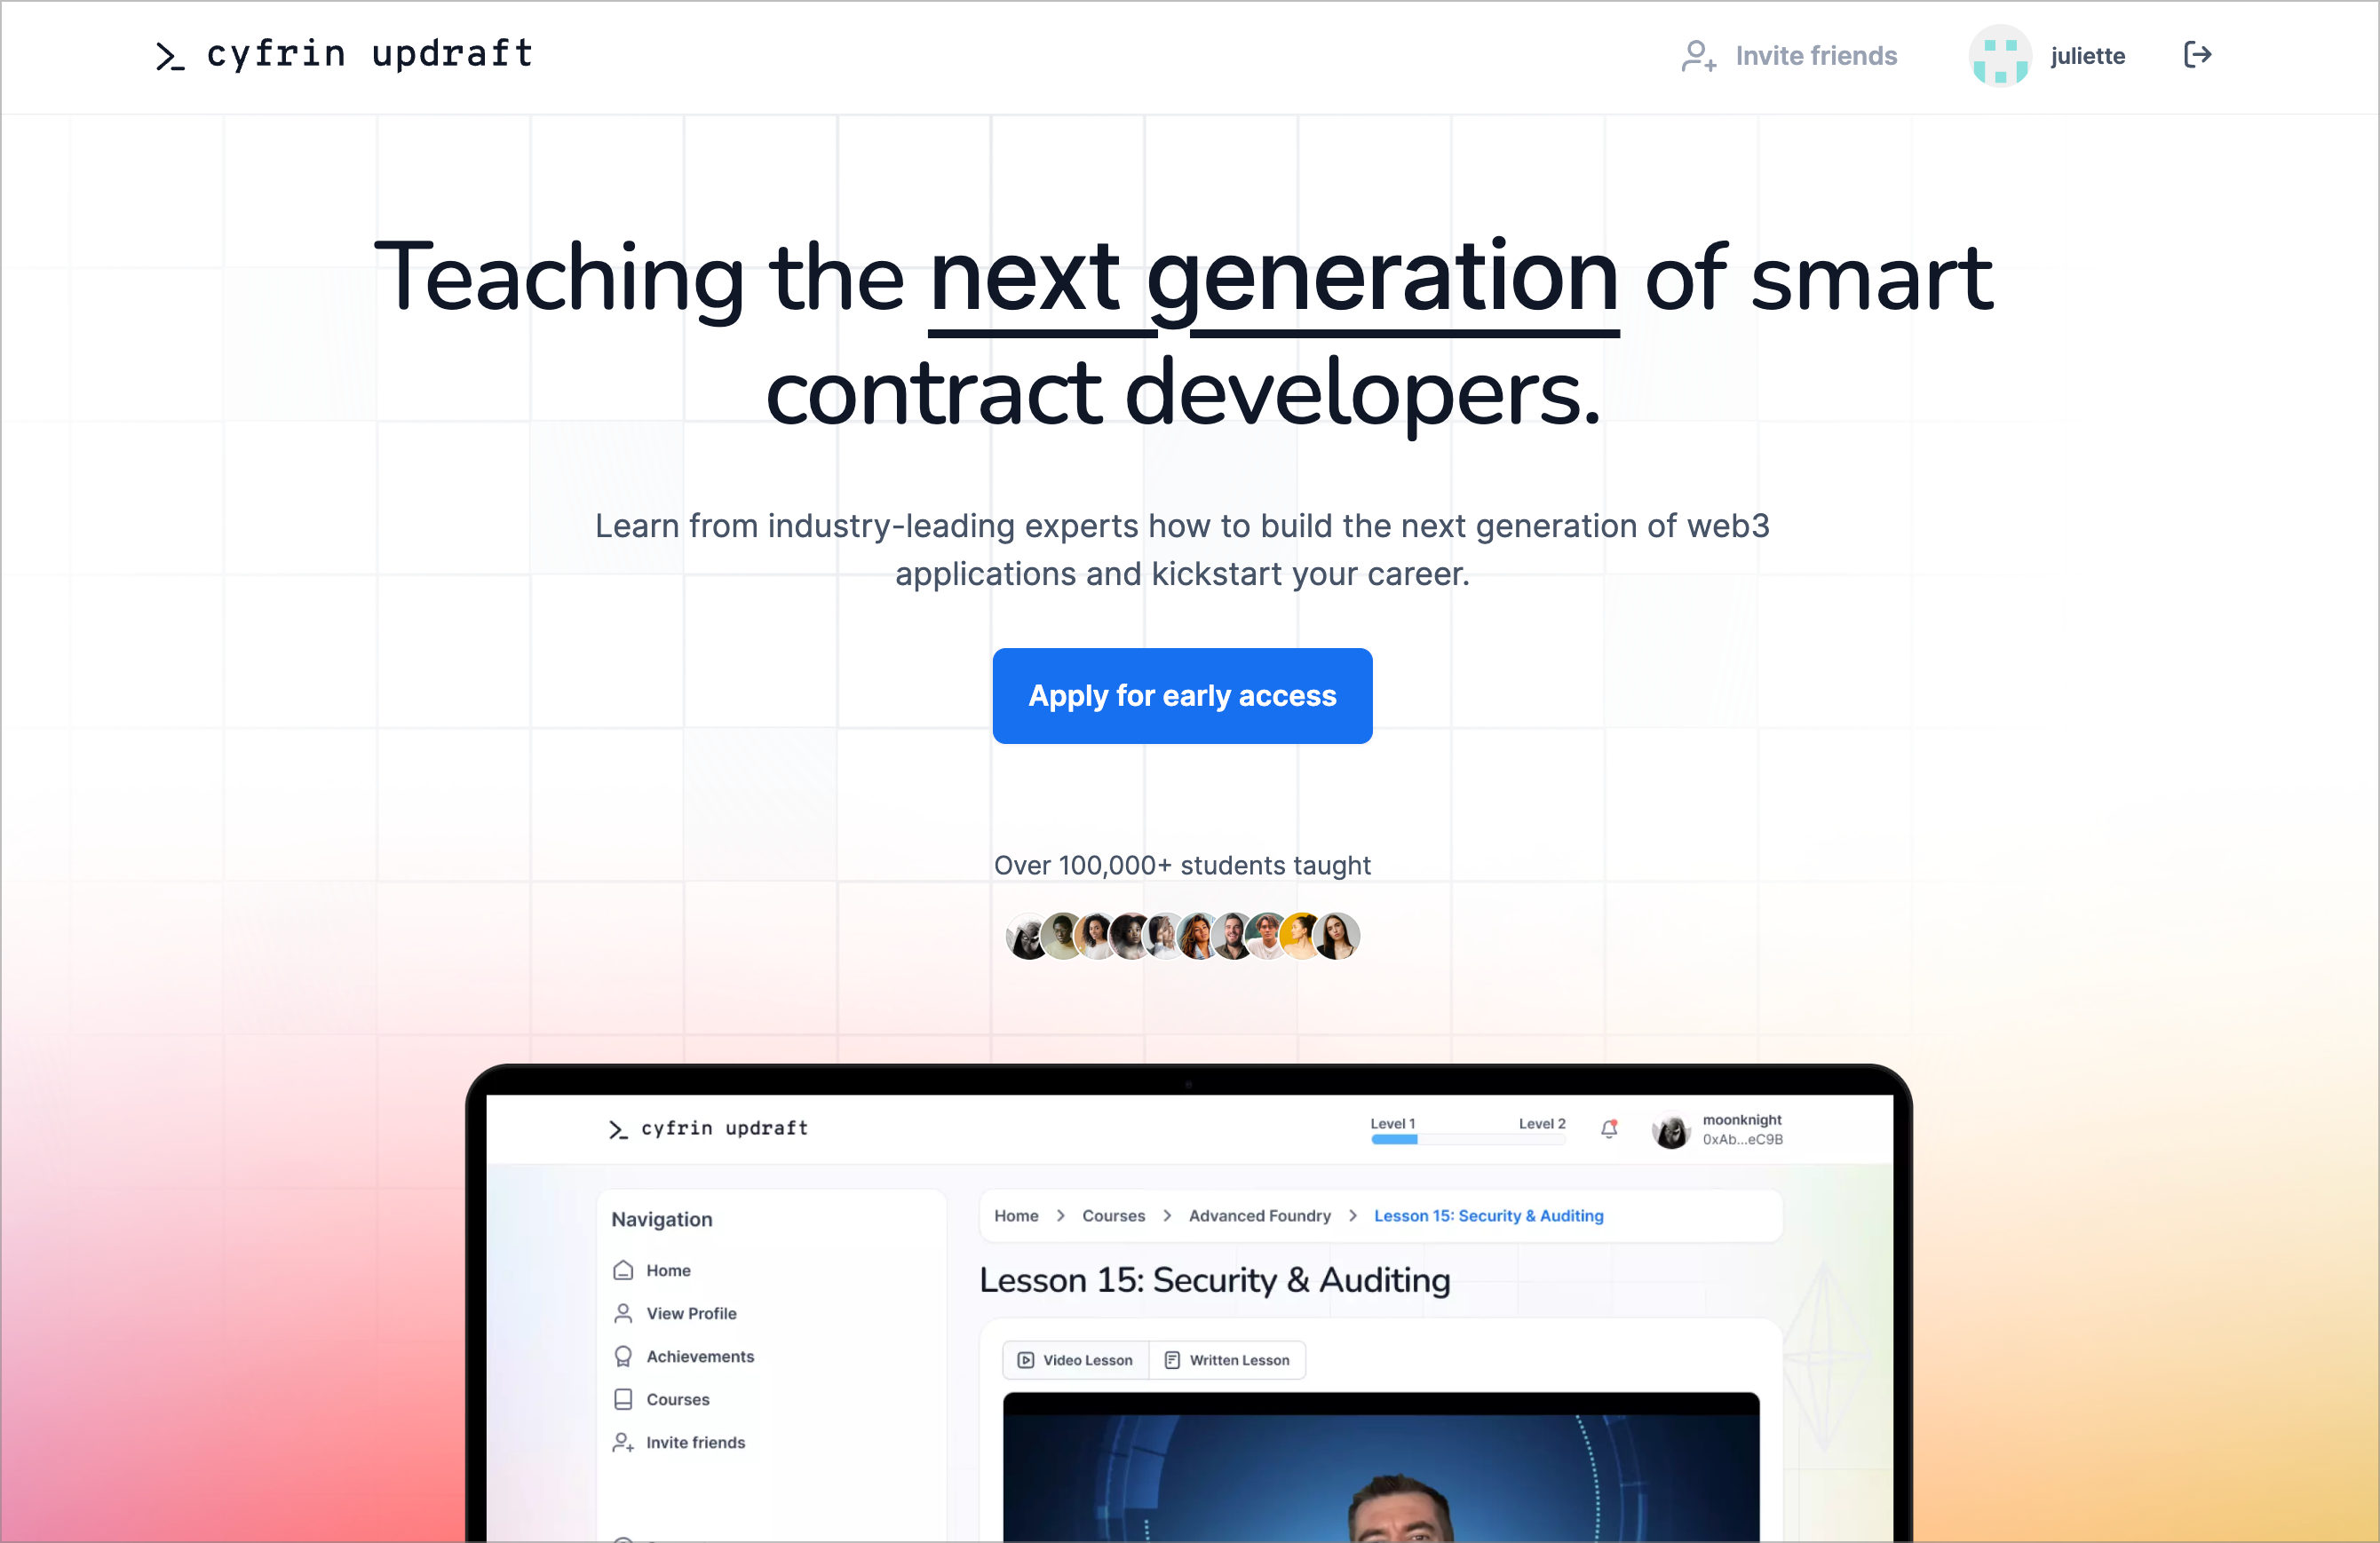 cyfrin updraft
Invite friends
juliette
Teaching the next generation of smart
contract developers.
Learn from industry-leading experts how to build the next generation of web3
applications and kickstart your career.
Apply for early access
Over 100,000+ students taught
cyfrin updraft
Level 1
Level 2
moonknight
0xAb...eC9B
Navigation
Home
View Profile
Achievements
Courses
Invite friends
Home > Courses > Advanced Foundry > Lesson 15: Security & Auditing
Lesson 15: Security & Auditing
Video Lesson
Written Lesson